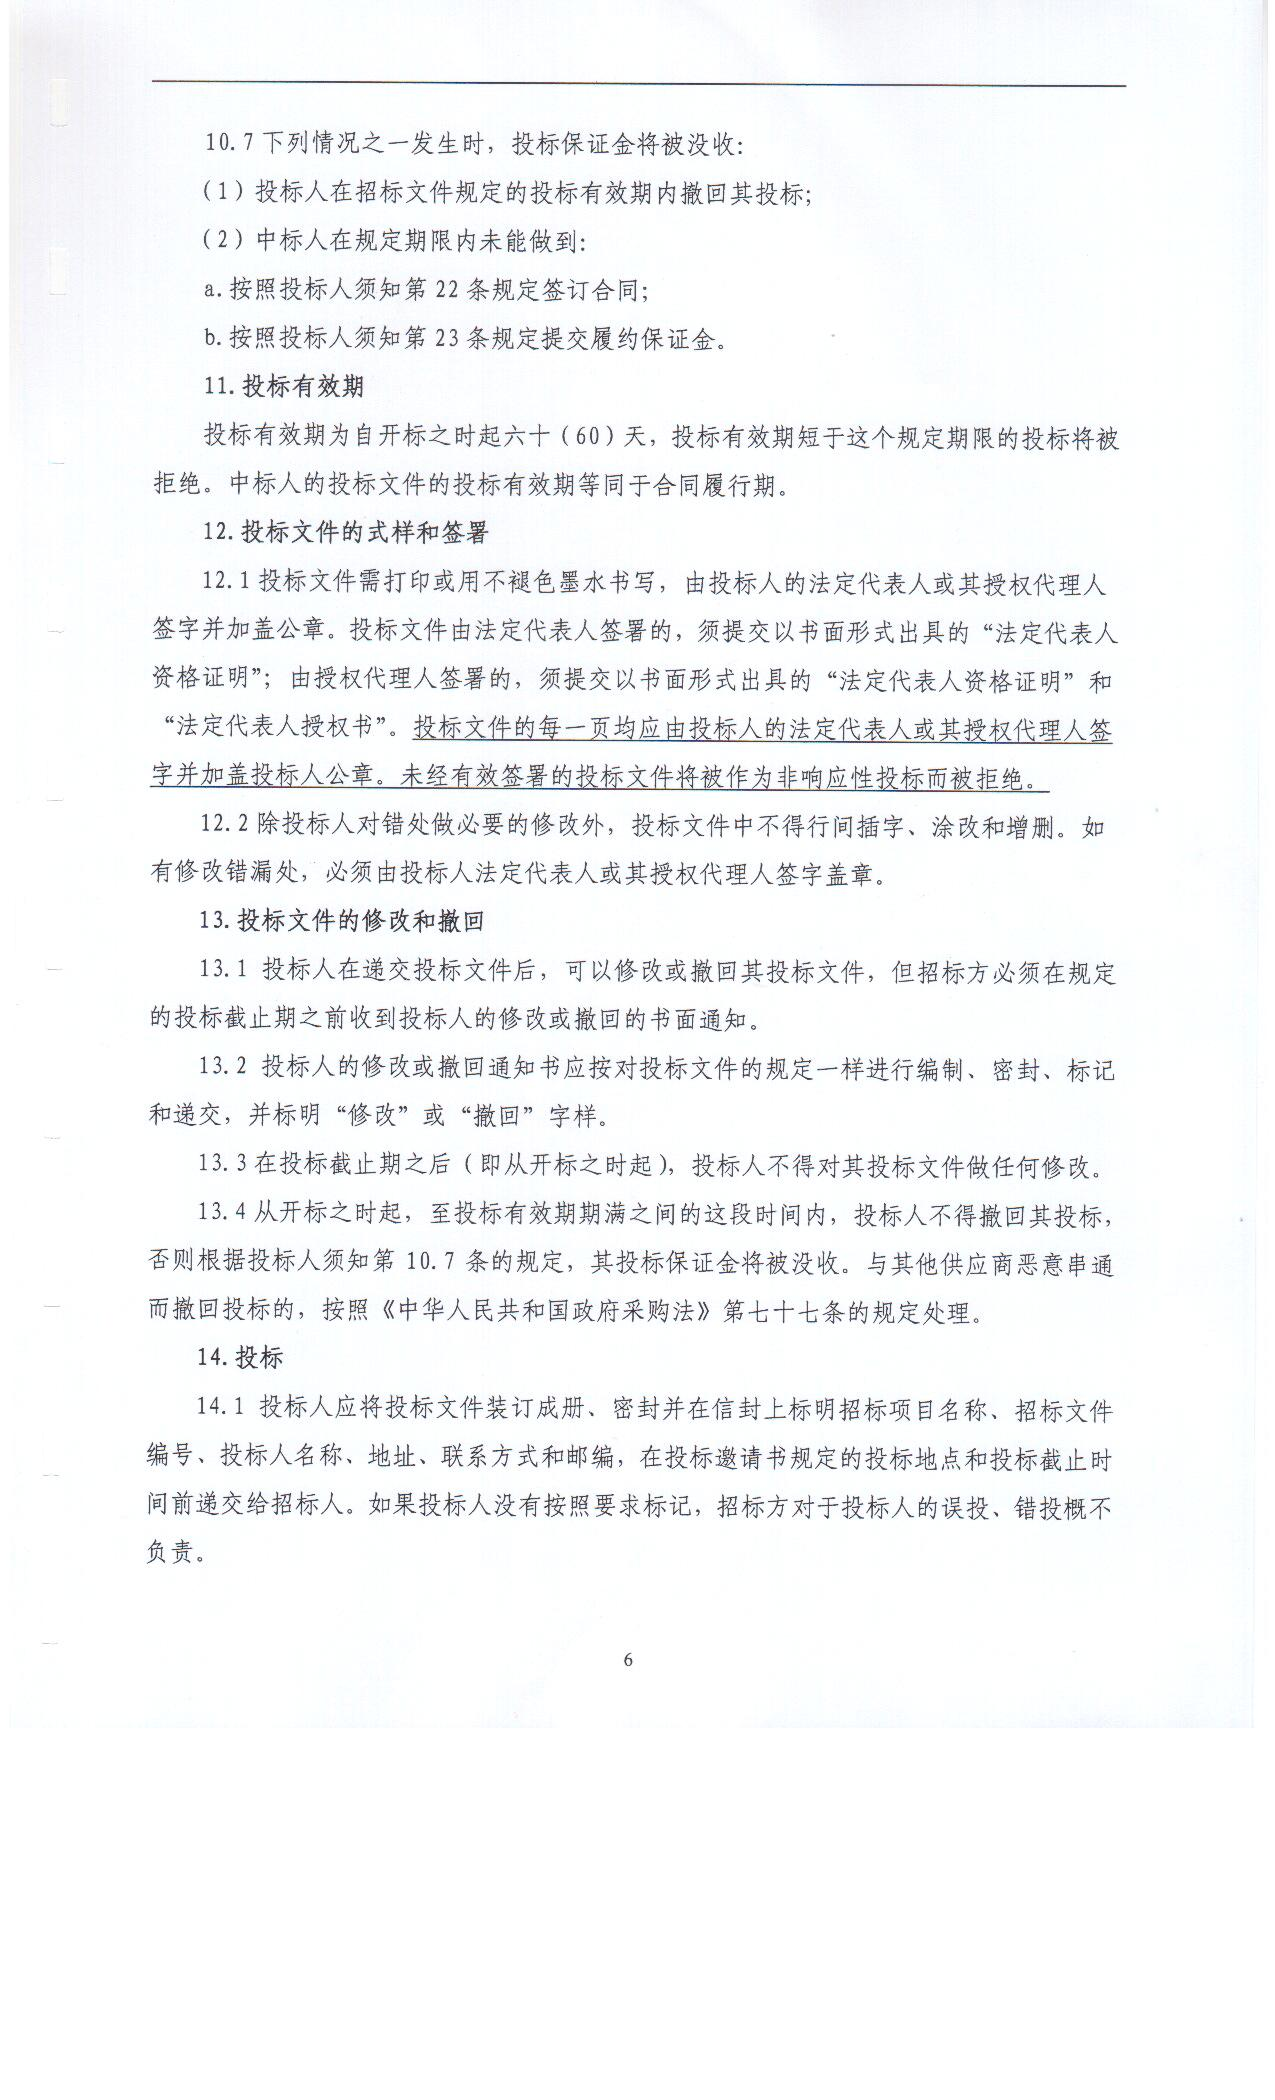 10.7下列情况之一发生时，投标保证金将被没收：
（1）投标人在招标文件规定的投标有效期内撤回其投标；
（2）中标人在规定期限内未能做到：
a.按照投标人须知第22条规定签订合同；
b.按照投标人须知第23条规定提交履约保证金。
11.投标有效期
投标有效期为自开标之时起六十（60）天，投标有效期短于这个规定期限的投标将被
拒绝。中标人的投标文件的投标有效期等同于合同履行期。
12.投标文件的式样和签署
12.1投标文件需打印或用不褪色墨水书写，由投标人的法定代表人或其授权代理人
签字并加盖公章。投标文件由法定代表人签署的，须提交以书面形式出具的“法定代表人
资格证明”；由授权代理人签署的，须提交以书面形式出具的“法定代表人资格证明”和
“法定代表人授权书”。投标文件的每一页均应由投标人的法定代表人或其授权代理人签
字并加盖投标人公章。未经有效签署的投标文件将被作为非响应性投标而被拒绝。
12.2除投标人对错处做必要的修改外，投标文件中不得行间插字、涂改和增删。如
有修改错漏处，必须由投标人法定代表人或其授权代理人签字盖章。
13.投标文件的修改和撤回
13.1 投标人在递交投标文件后，可以修改或撤回其投标文件，但招标方必须在规定
的投标截止期之前收到投标人的修改或撤回的书面通知。
13.2 投标人的修改或撤回通知书应按对投标文件的规定一样进行编制、密封、标记
和递交，并标明“修改”或“撤回”字样。
13.3在投标截止期之后（即从开标之时起），投标人不得对其投标文件做任何修改。
13.4从开标之时起，至投标有效期期满之间的这段时间内，投标人不得撤回其投标，
否则根据投标人须知第10.7条的规定，其投标保证金将被没收。与其他供应商恶意串通
而撤回投标的，按照《中华人民共和国政府采购法》第七十七条的规定处理。
14.投标
14.1 投标人应将投标文件装订成册、密封并在信封上标明招标项目名称、招标文件
编号、投标人名称、地址、联系方式和邮编，在投标邀请书规定的投标地点和投标截止时
间前递交给招标人。如果投标人没有按照要求标记，招标方对于投标人的误投、错投概不
负责。
6